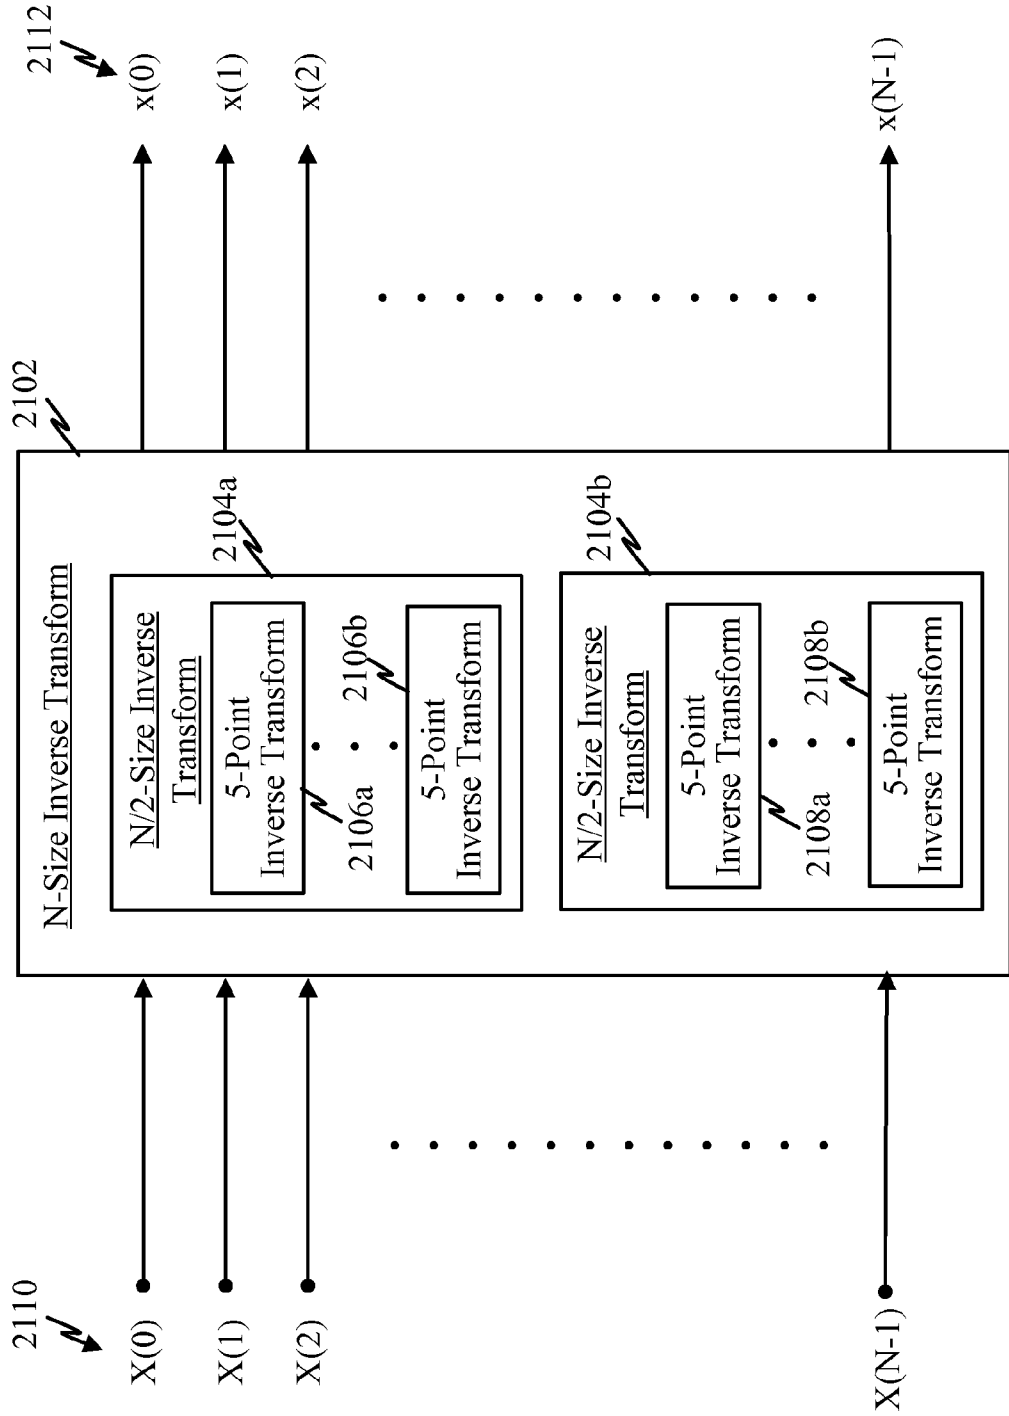 2110
X(0)
X(1)
X(2)
X(N-1)
N-Size Inverse Transform
2102
N/2-Size Inverse
Transform
2104a
5-Point
Inverse Transform
2106a
2106b
5-Point
Inverse Transform
N/2-Size Inverse
Transform
2104b
5-Point
Inverse Transform
2108a
2108b
5-Point
Inverse Transform
2112
x(0)
x(1)
x(2)
x(N-1)